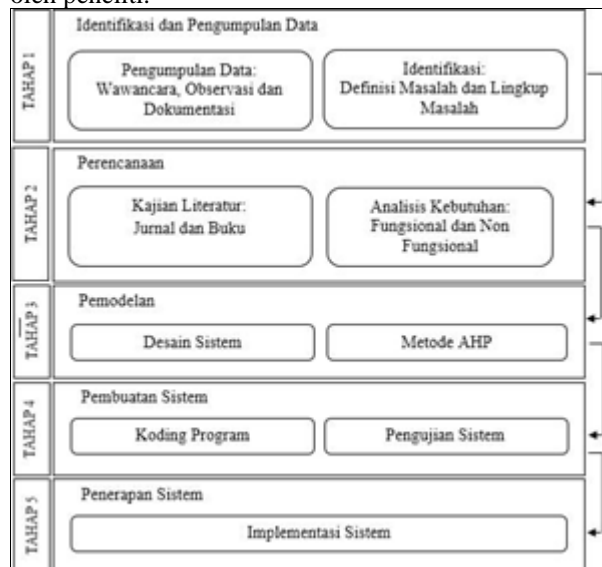 oleh peneliti.
TAHAP 1
Identifikasi dan Pengumpulan Data
Pengumpulan Data:
Wawancara, Observasi dan
Dokumentasi
Identifikasi:
Definisi Masalah dan Lingkup
Masalah
TAHAP 2
Perencanaan
Kajian Literatur:
Jurnal dan Buku
Analisis Kebutuhan:
Fungsional dan Non
Fungsional
TAHAP 3
Pemodelan
Desain Sistem
Metode AHP
TAHAP 4
Pembuatan Sistem
Koding Program
Pengujian Sistem
TAHAP 5
Penerapan Sistem
Implementasi Sistem